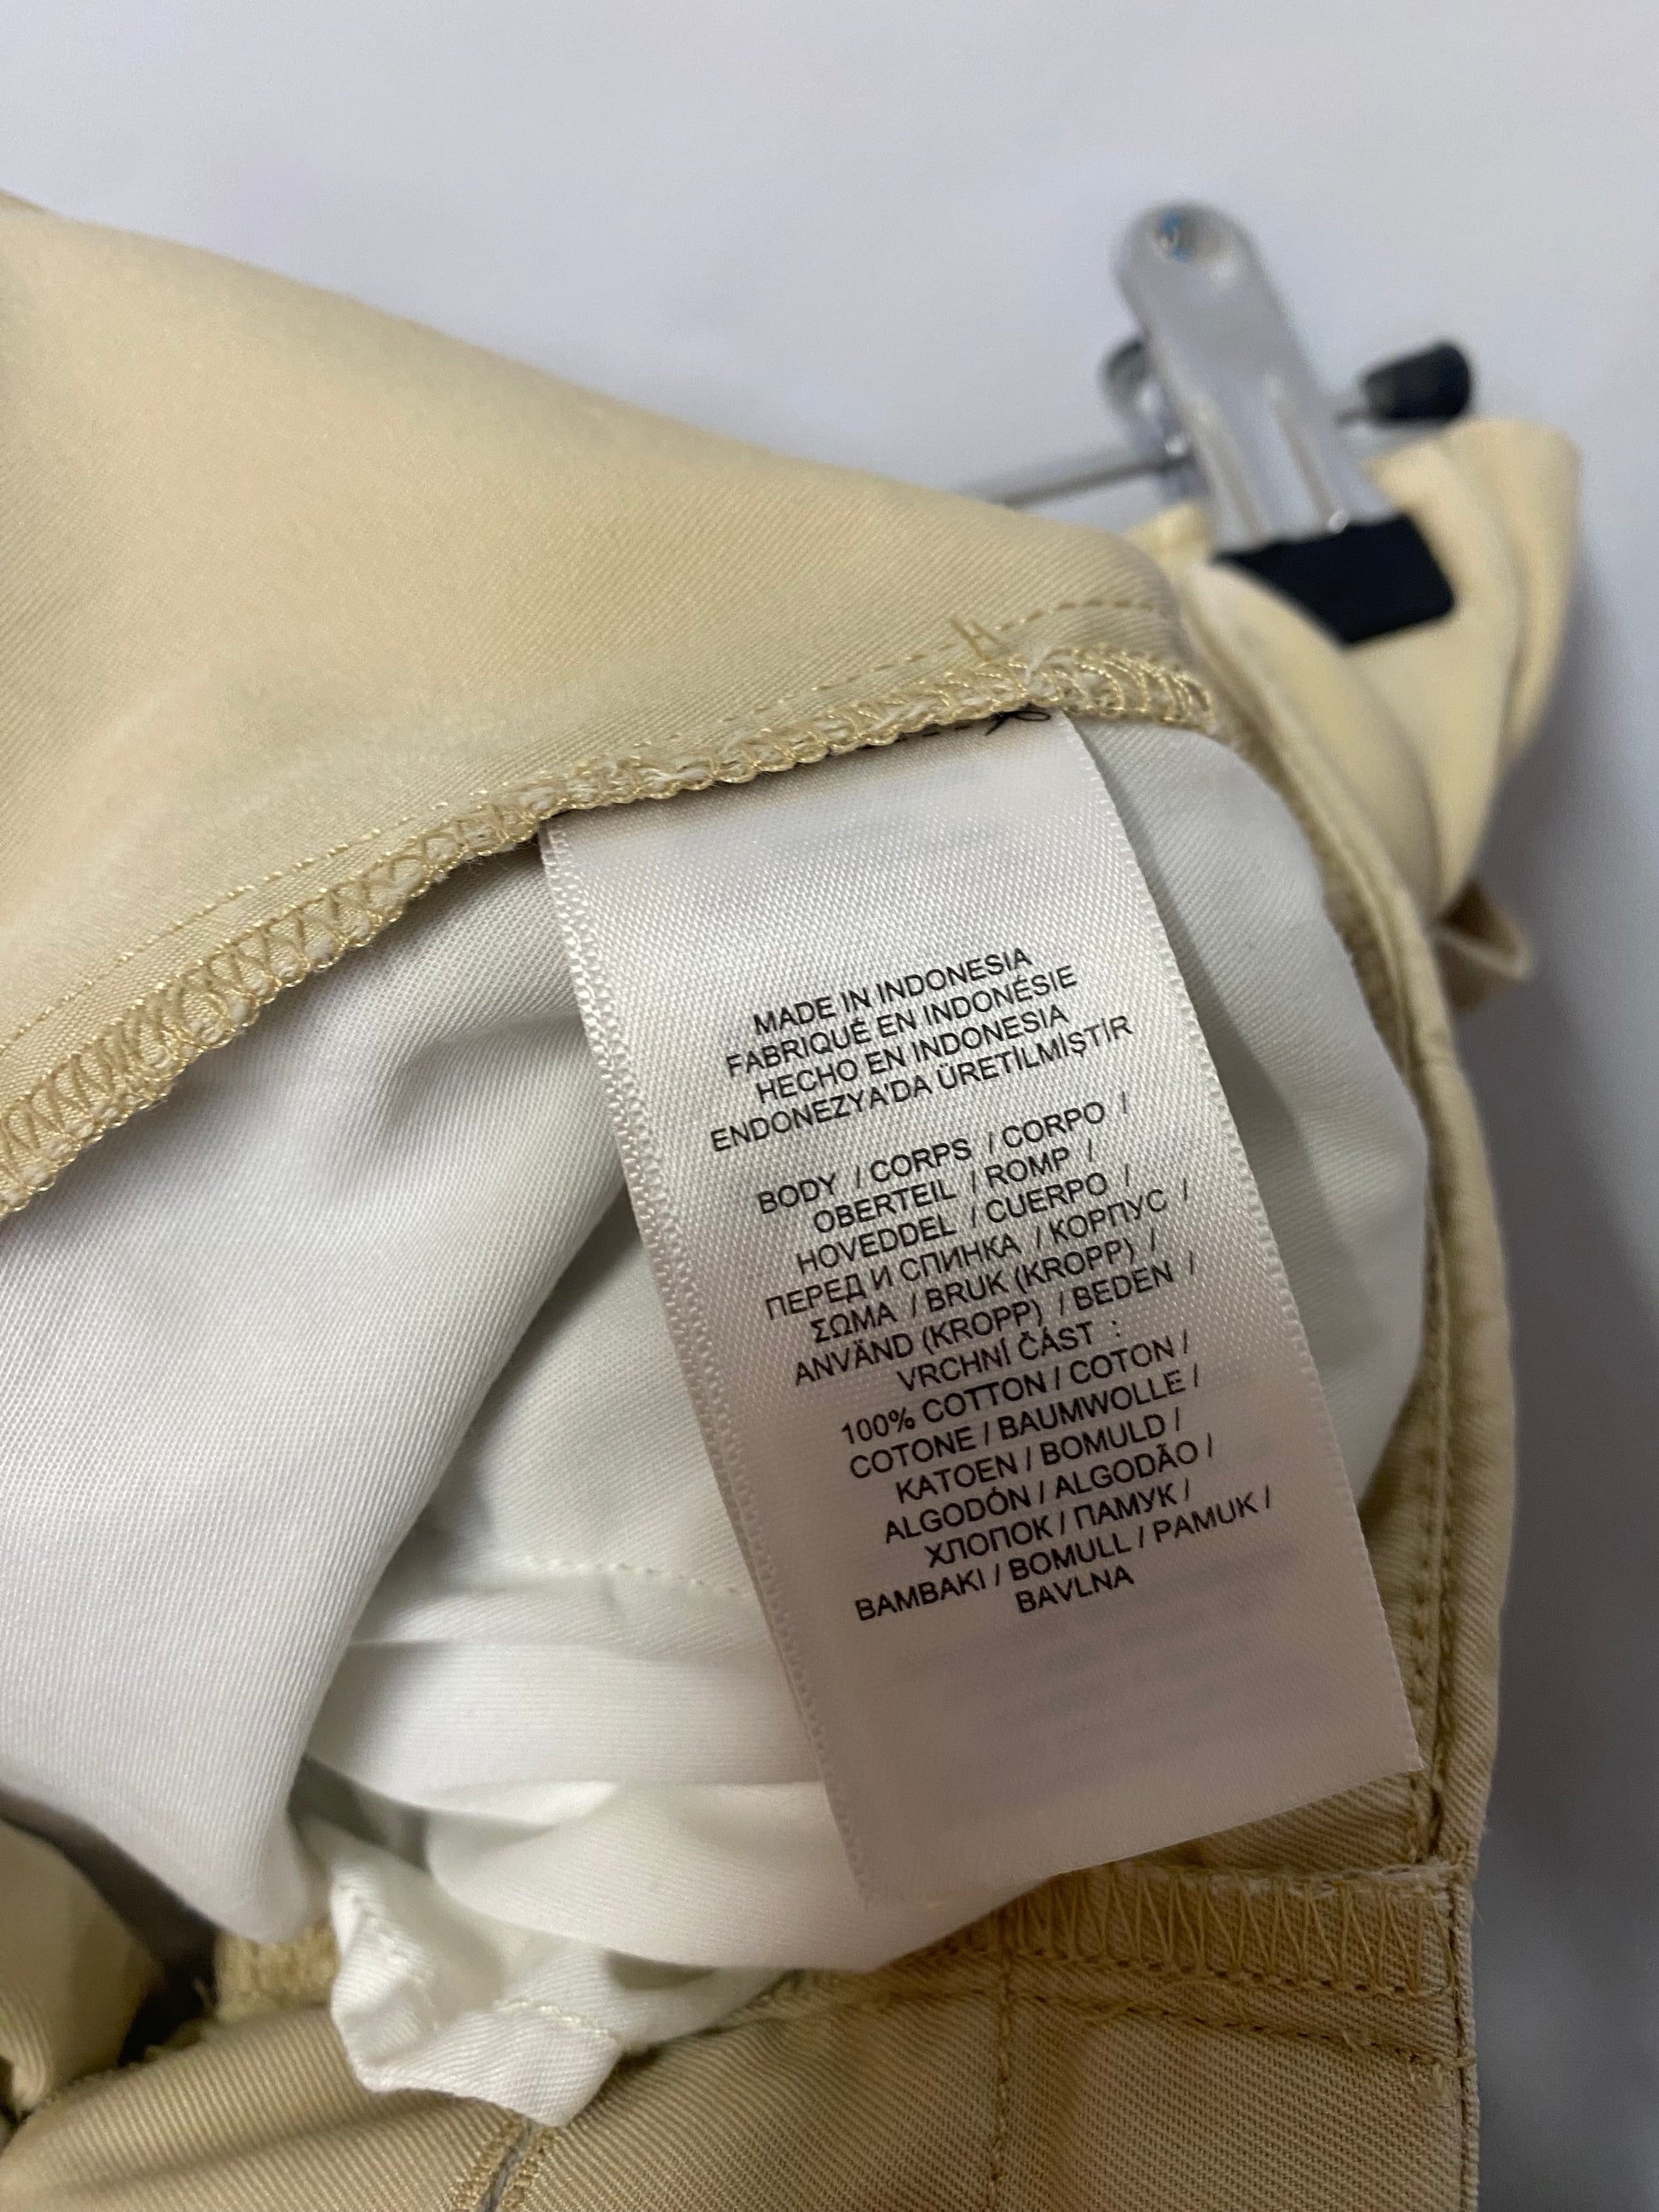 MADE IN INDONESIA
FABRIQUÉ EN INDONÉSIE
HECHO EN INDONESIA
ENDONEZYA'DA ÜRETİLMİŞTİR
BODY / CORPS / CORPO /
OBERTEIL / ROMP /
HOVEDDEL / CUERPO /
ПЕРЕД И СПИНКА / КОРПУС /
ΣΩΜΑ / BRUK (KROPP) /
ANVÄND (KROPP) / BEDEN /
VRCHNÍ ČÁST :
100% COTTON / COTON /
COTONE / BAUMWOLLE /
KATOEN / BOMULD /
ALGODÓN / ALGODÃO /
ХЛОПОК / ПАМУК /
ΒΑΜΒΑΚΙ / BOMULL / PAMUK /
BAVLNA